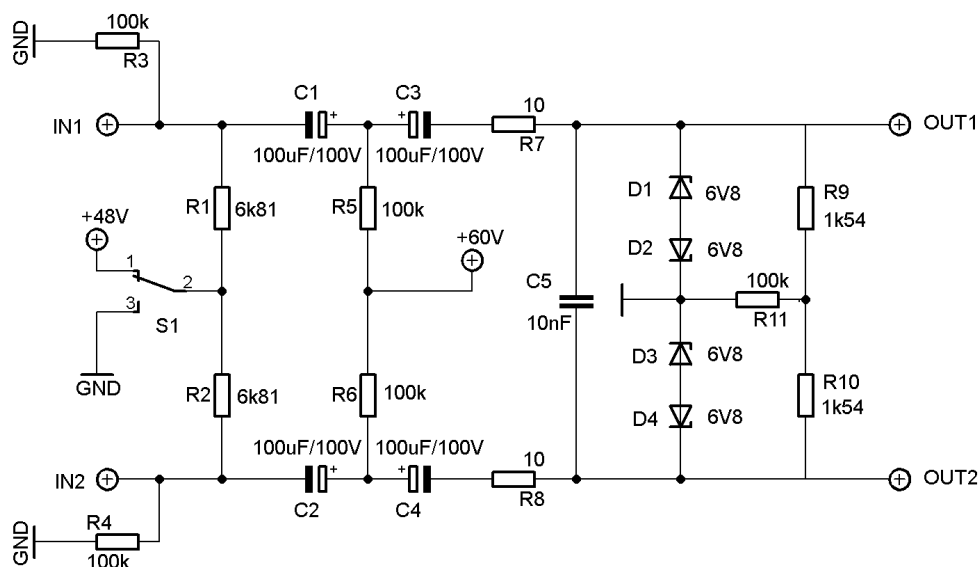 100k
GND
R3
C1
C3
10
IN1
OUT1
100uF/100V
100uF/100V
R7
R1
6k81
R5
100k
D1
6V8
R9
1k54
+48V
+60V
D2
6V8
1
2
C5
100k
3
S1
10nF
R11
D3
6V8
GND
R2
6k81
R6
100k
R10
1k54
D4
6V8
100uF/100V
100uF/100V
10
IN2
OUT2
R8
C2
C4
R4
GND
100k